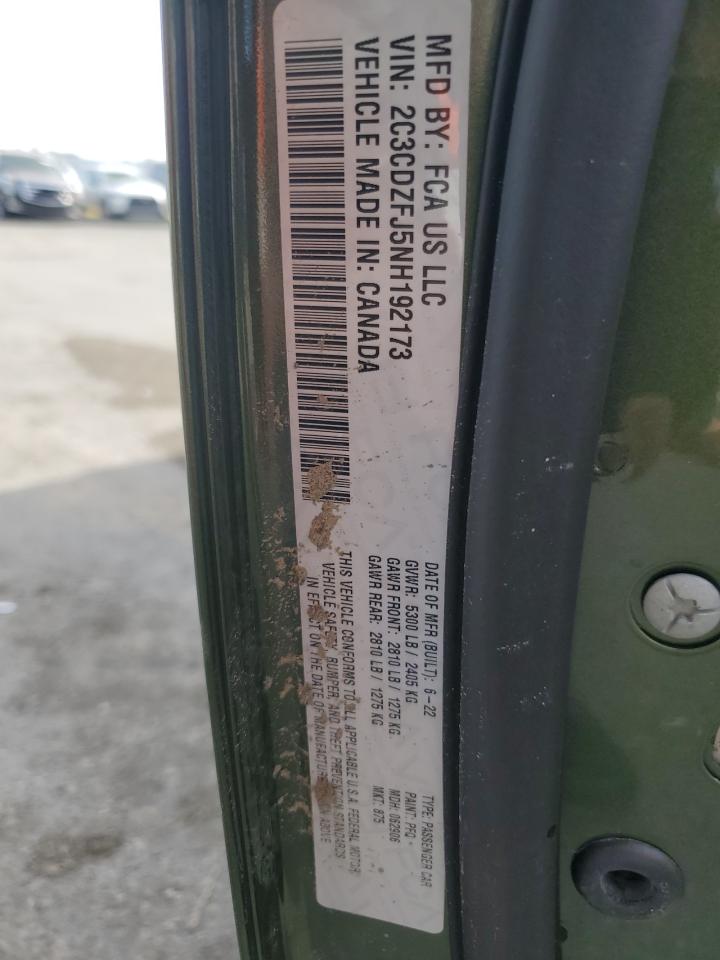 MFD BY: FCA US LLC
VIN: 2C3CDZFJ5NH192173
VEHICLE MADE IN: CANADA
DATE OF MFR (BUILT): 6-22
GVWR: 5300 LB / 2405 KG
GAWR FRONT: 2810 LB / 1275 KG.
GAWR REAR: 2810 LB / 1275 KG
THIS VEHICLE CONFORMS TO ALL APPLICABLE U.S.A. FEDERAL MOTOR
VEHICLE SAFETY, BUMPER, AND THEFT PREVENTION STANDARDS
IN EFFECT ON THE DATE OF MANUFACTURE ABOVE
TYPE: PASSENGER CAR
PAINT: PFQ
MDH: 062906
MKT: 875